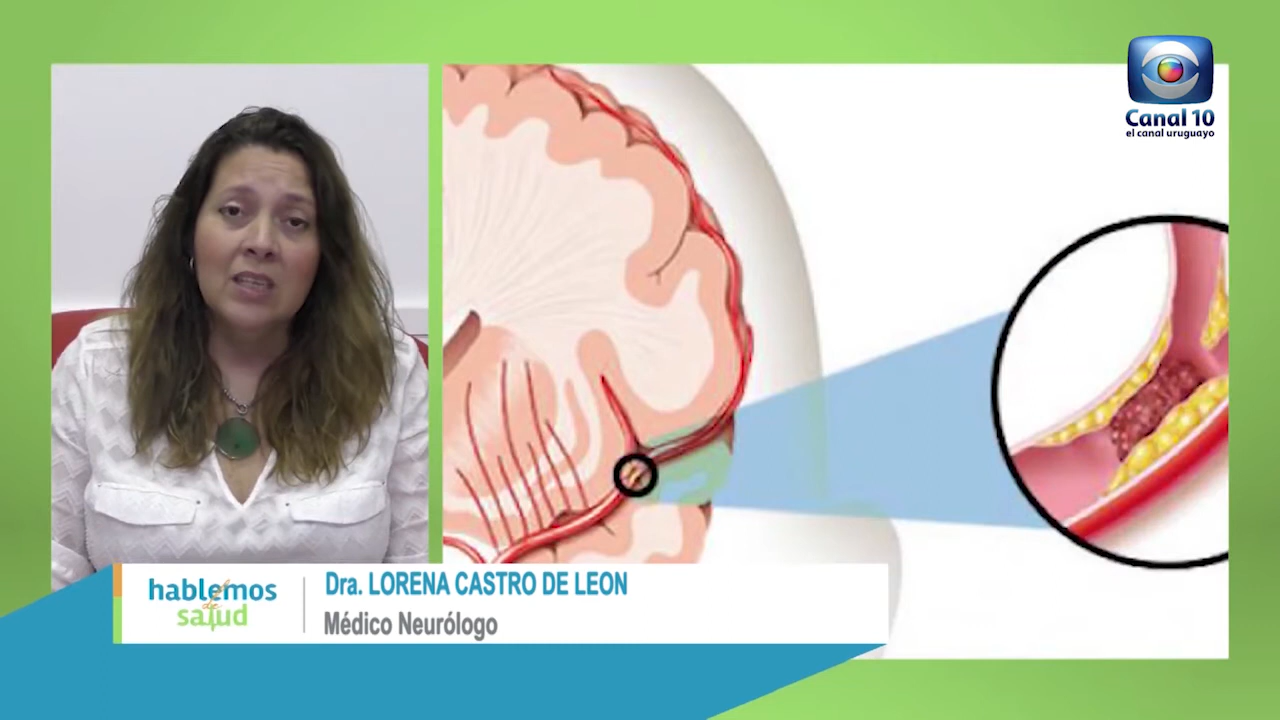 Canal 10
el canal uruguayo
hablemos
de
salud
Dra. LORENA CASTRO DE LEON
Médico Neurólogo